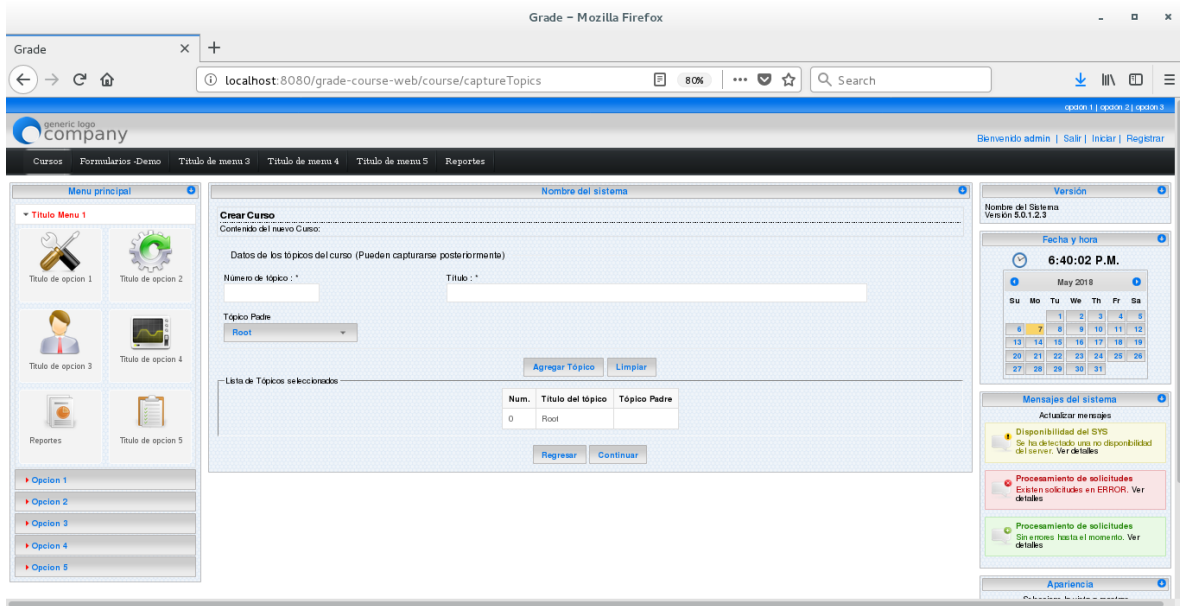 Grade - Mozilla Firefox
Grade
localhost:8080/grade-course-web/course/captureTopics
80%
Search
opción 1 | opción 2 | opción 3
generic logo
company
Bienvenido admin | Salir | Iniciar | Registrar
Cursos Formularios -Demo Titulo de menu 3 Titulo de menu 4 Titulo de menu 5 Reportes
Menu principal
Titulo Menu 1
Titulo de opcion 1
Titulo de opcion 2
Titulo de opcion 3
Titulo de opcion 4
Reportes
Titulo de opcion 5
Opcion 1
Opcion 2
Opcion 3
Opcion 4
Opcion 5
Nombre del sistema
Crear Curso
Contenido del nuevo Curso:
Datos de los tópicos del curso (Pueden capturarse posteriormente)
Número de tópico : *
Título : *
Tópico Padre
Root
Agregar Tópico Limpiar
Lista de Tópicos seleccionados
Num. Título del tópico Tópico Padre
0 Root
Regresar Continuar
Versión
Nombre del Sistema
Versión 5.0.1.2.3
Fecha y hora
6:40:02 P.M.
May 2018
Su Mo Tu We Th Fr Sa
1 2 3 4 5
6 7 8 9 10 11 12
13 14 15 16 17 18 19
20 21 22 23 24 25 26
27 28 29 30 31
Mensajes del sistema
Actualizar mensajes
Disponibilidad del SYS
Se ha detectado una no disponibilidad
del server. Ver detalles
Procesamiento de solicitudes
Existen solicitudes en ERROR. Ver
detalles
Procesamiento de solicitudes
Sin errores hasta el momento. Ver
detalles
Apariencia